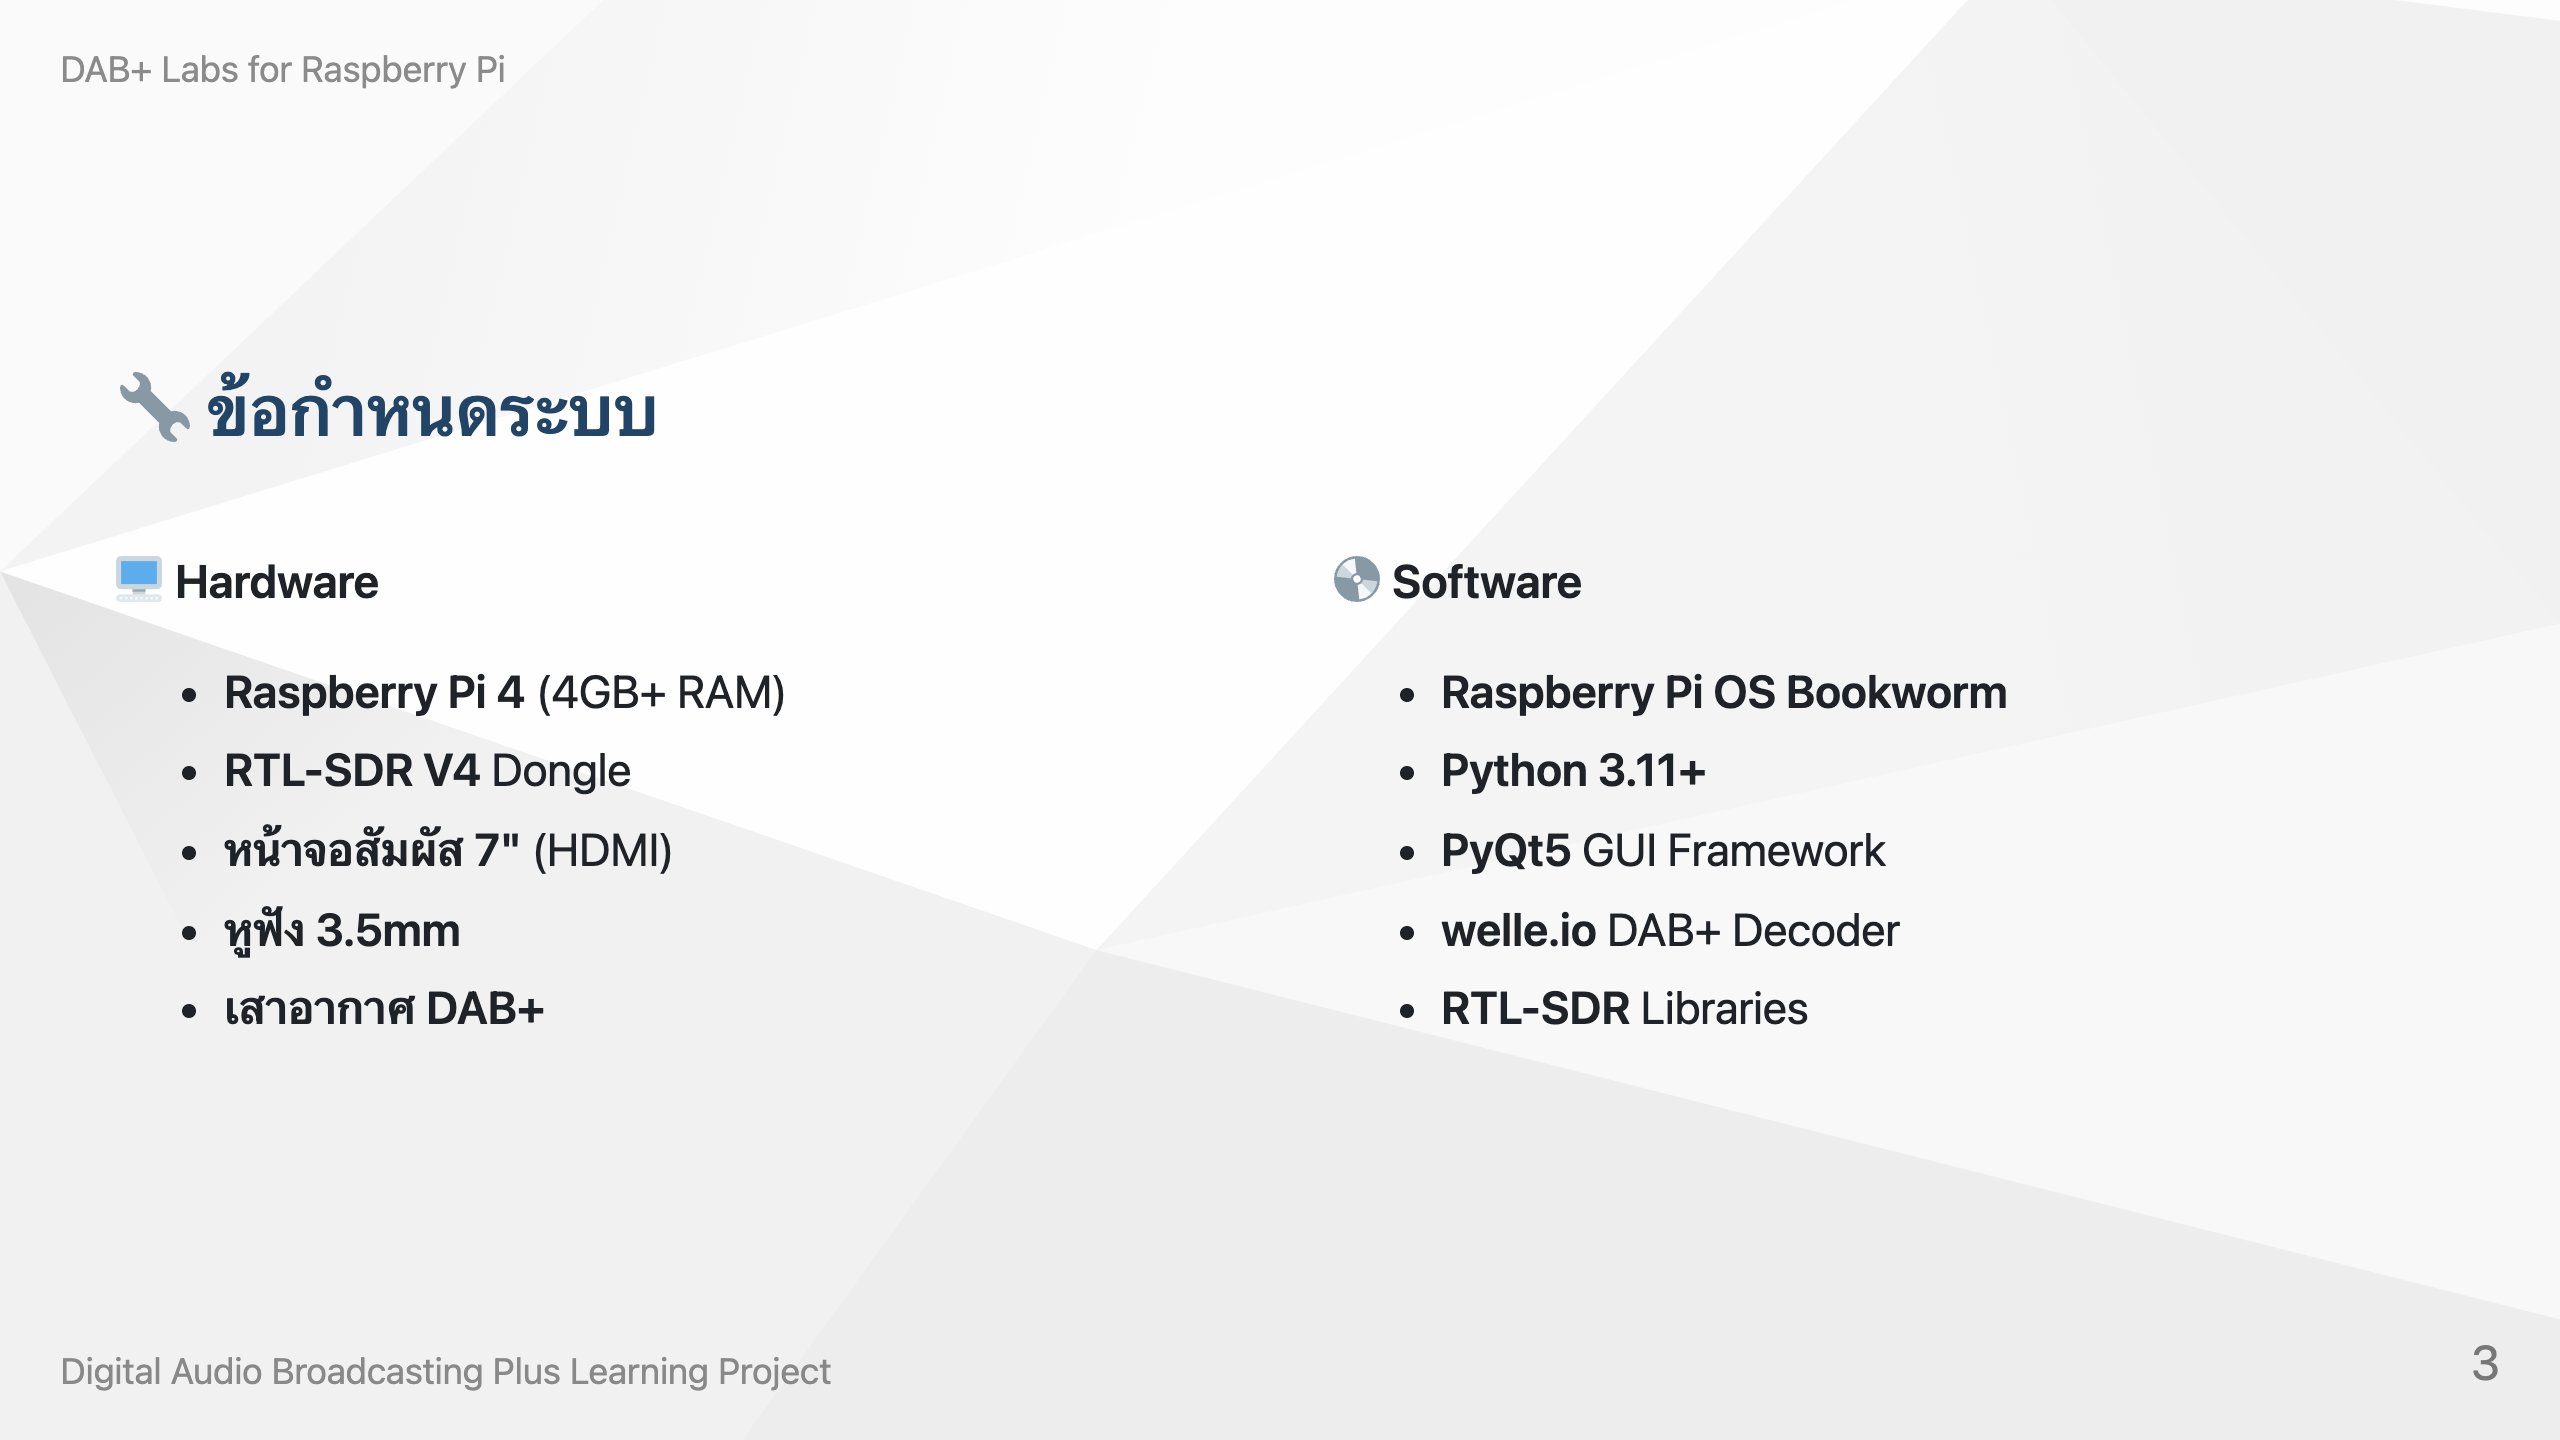 DAB+ Labs for Raspberry Pi
ข้อกำหนดระบบ
Hardware
• Raspberry Pi 4 (4GB+ RAM)
• RTL-SDR V4 Dongle
• หน้าจอสัมผัส 7" (HDMI)
• หูฟัง 3.5mm
• เสาอากาศ DAB+
Software
• Raspberry Pi OS Bookworm
• Python 3.11+
• PyQt5 GUI Framework
• welle.io DAB+ Decoder
• RTL-SDR Libraries
Digital Audio Broadcasting Plus Learning Project
3